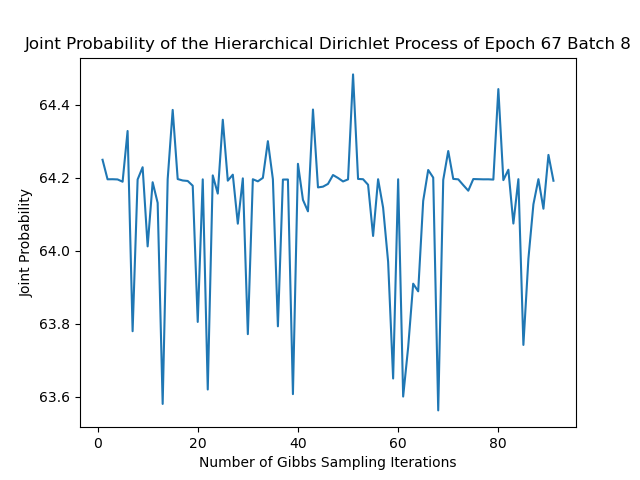 Joint Probability of the Hierarchical Dirichlet Process of Epoch 67 Batch 8
64.4
64.2
64.0
63.8
63.6
Joint Probability
0 20 40 60 80
Number of Gibbs Sampling Iterations